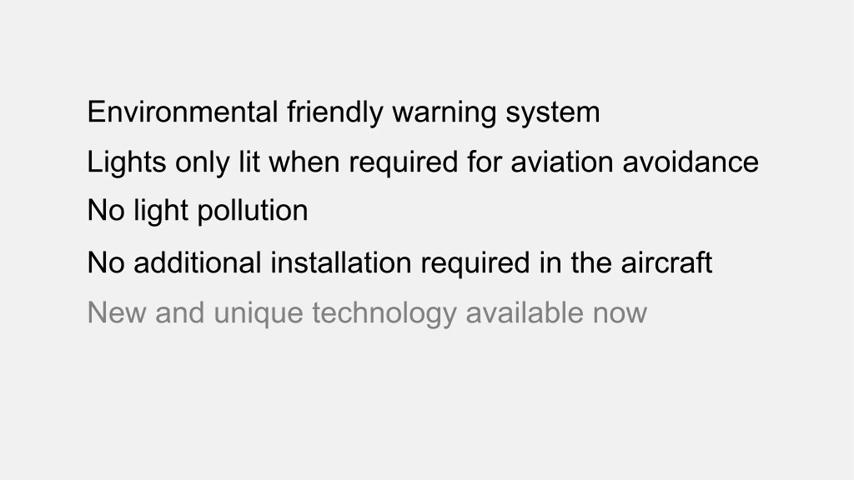 Environmental friendly warning system
Lights only lit when required for aviation avoidance
No light pollution
No additional installation required in the aircraft
New and unique technology available now